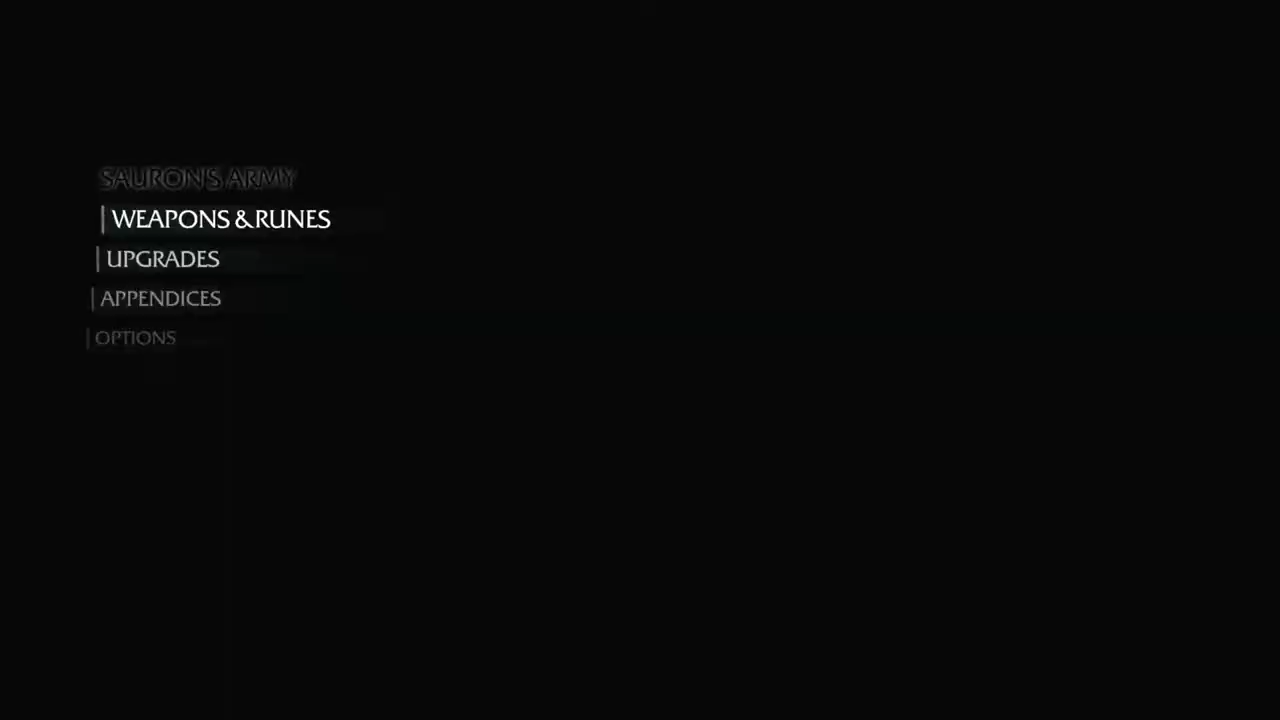 SAURON'S ARMY
WEAPONS & RUNES
UPGRADES
APPENDICES
OPTIONS